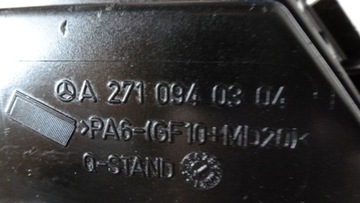 A 271 094 03 04
>PA6-(GF10+MD20)<
Q-STAND